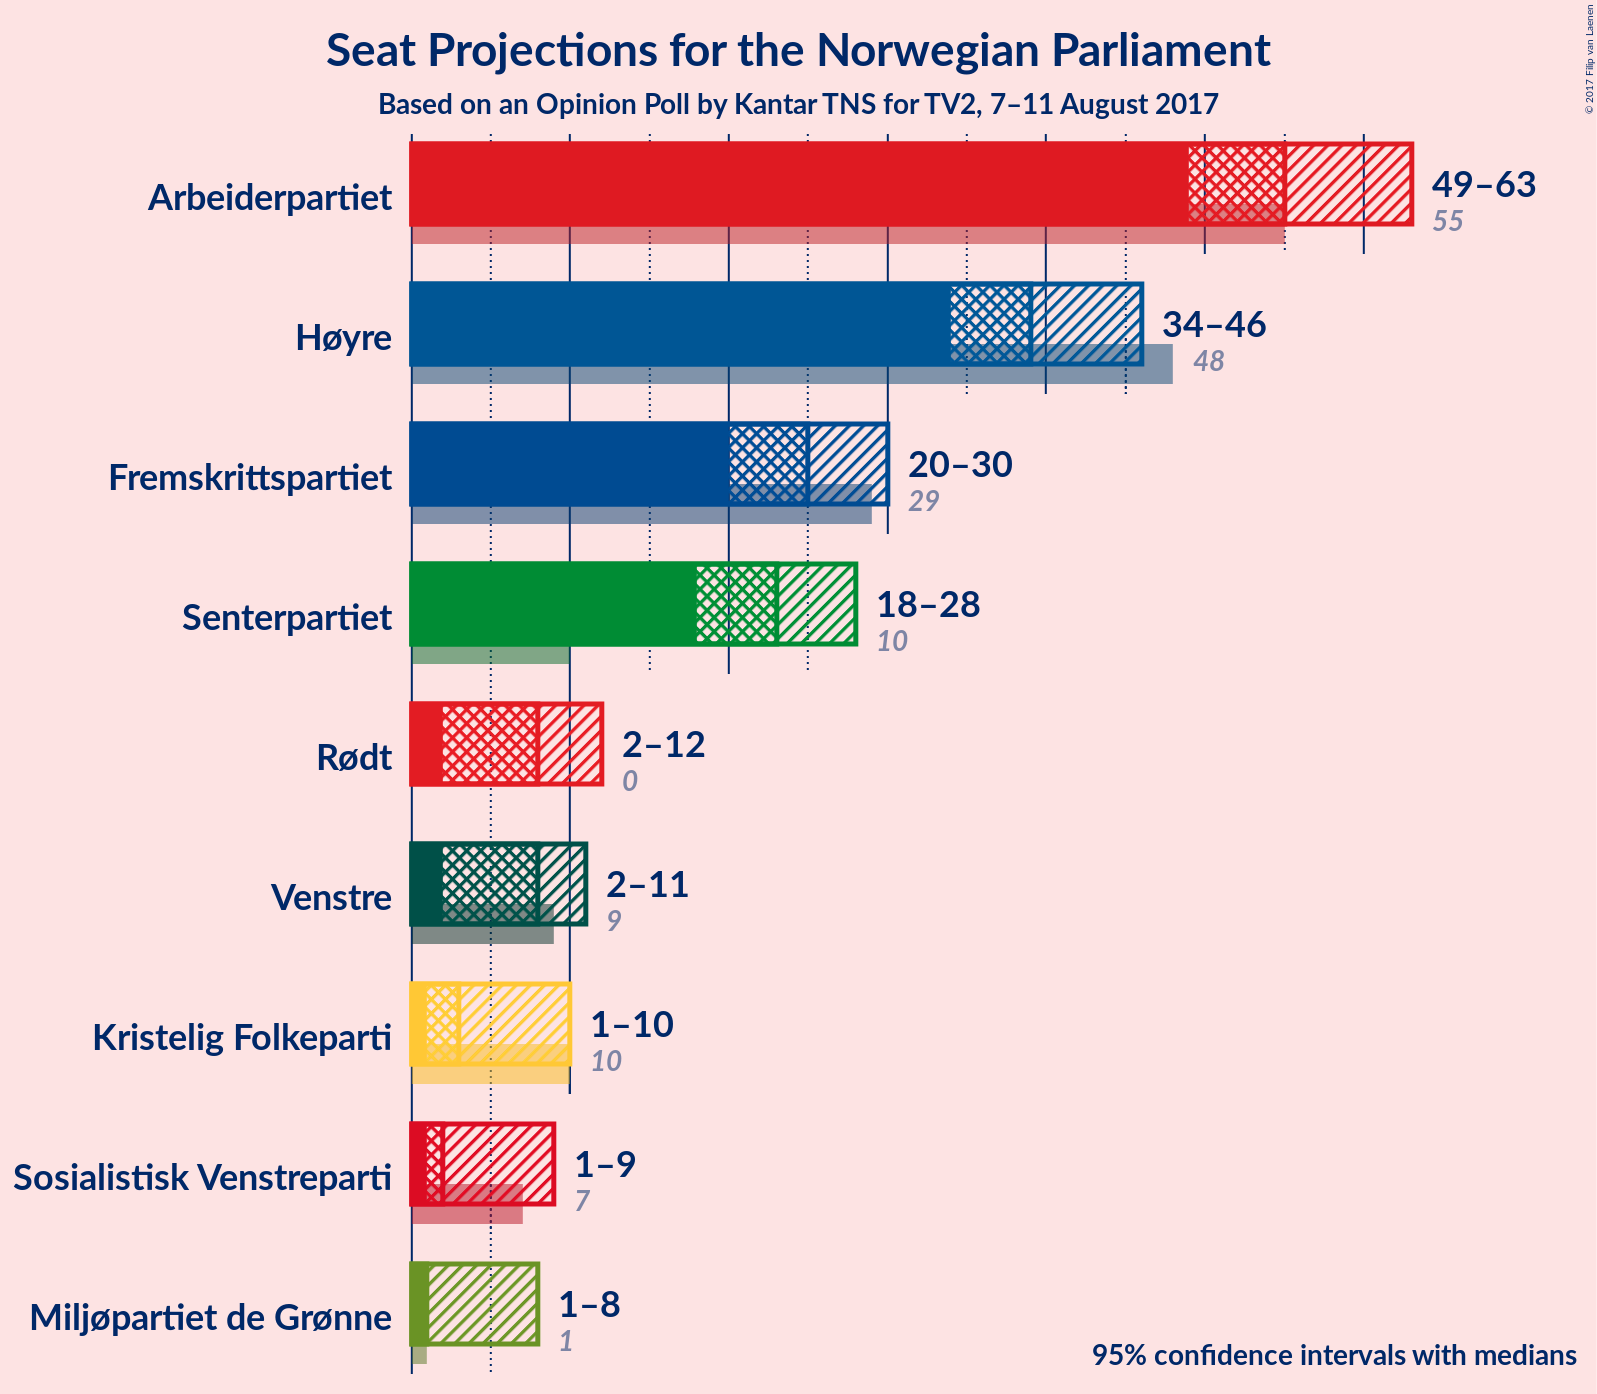 Seat Projections for the Norwegian Parliament
Based on an Opinion Poll by Kantar TNS for TV2, 7–11 August 2017
© 2017 Filip van Laenen
Arbeiderpartiet
49–63
55
Høyre
34–46
48
Fremskrittspartiet
20–30
29
Senterpartiet
18–28
10
Rødt
2–12
0
Venstre
2–11
9
Kristelig Folkeparti
1–10
10
Sosialistisk Venstreparti
1–9
7
Miljøpartiet de Grønne
1–8
1
95% confidence intervals with medians